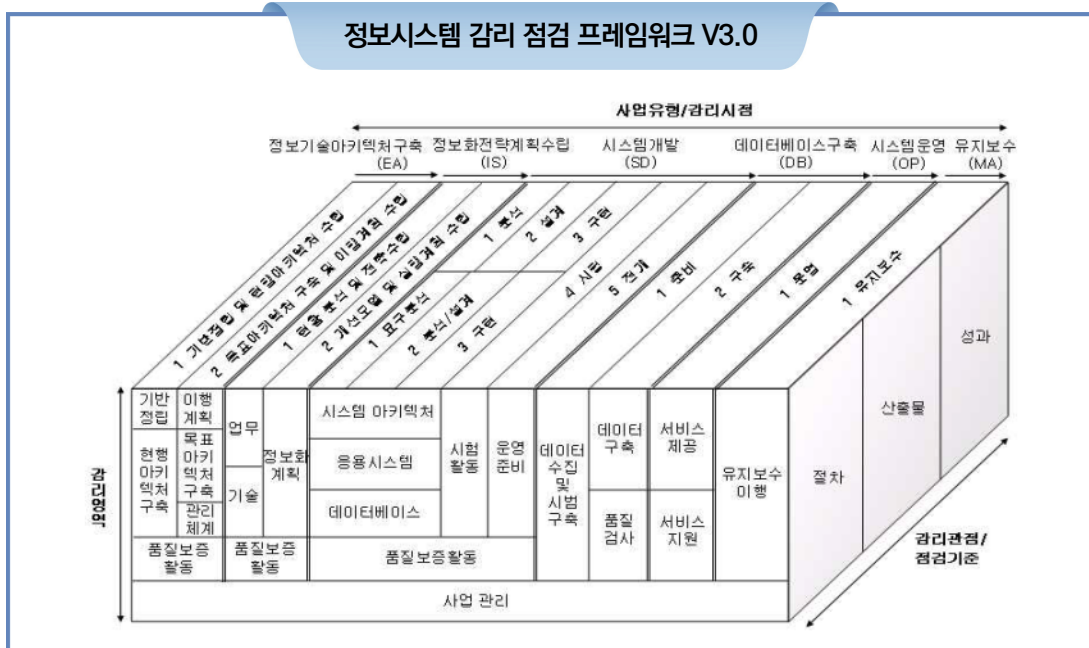 정보시스템 감리 점검 프레임워크 V3.0
사업유형/감리시점
정보기술아키텍처구축
(EA)
정보화전략계획수립
(IS)
시스템개발
(SD)
데이터베이스구축
(DB)
시스템운영
(OP)
유지보수
(MA)
1 기반정립 및 현업아키텍처 수립
2 목표아키텍처 구축 및 이행계획 수립
1 현황분석 및 전략수립
2 개선모델 및 실행계획 수립
1 분석
2 설계
3 구현
1 요구분석
2 분석/설계
3 구현
4 시험
5 전개
1 준비
2 구축
1 운영
1 유지보수
감리영역
기반
정립
이행
계획
현행
아키
텍처
구축
목표
아키
텍처
구축
관리
체계
품질보증
활동
업무
기술
정보화
계획
품질보증
활동
시스템 아키텍처
응용시스템
데이터베이스
시험
활동
운영
준비
품질보증활동
데이터
수집
및
시범
구축
데이터
구축
품질
검사
서비스
제공
서비스
지원
유지보수
이행
사업 관리
절차
산출물
성과
감리관점/
점검기준